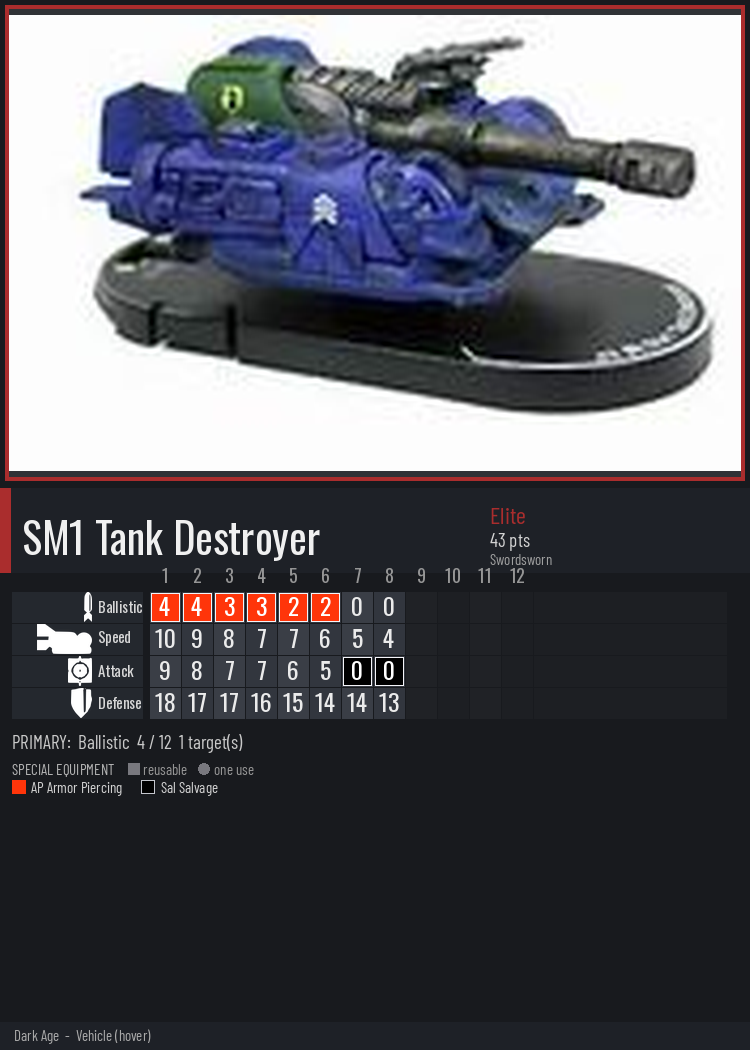 SM1 Tank Destroyer
Elite
43 pts
Swordsworn
1 2 3 4 5 6 7 8 9 10 11 12
Ballistic 4 4 3 3 2 2 0 0
Speed 10 9 8 7 7 6 5 4
Attack 9 8 7 7 6 5 0 0
Defense 18 17 17 16 15 14 14 13
PRIMARY: Ballistic 4 / 12 1 target(s)
SPECIAL EQUIPMENT reusable one use
AP Armor Piercing Sal Salvage
Dark Age - Vehicle (hover)